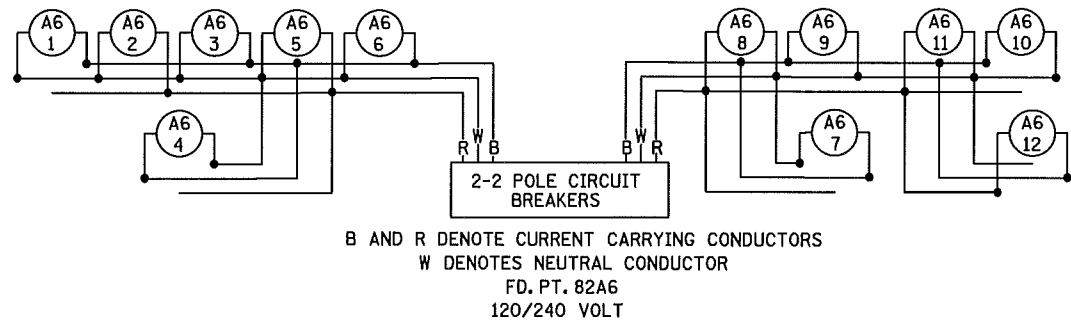 A6 1
A6 2
A6 3
A6 5
A6 6
A6 8
A6 9
A6 11
A6 10
A6 4
A6 7
A6 12
R W B
B W R
2-2 POLE CIRCUIT
BREAKERS
B AND R DENOTE CURRENT CARRYING CONDUCTORS
W DENOTES NEUTRAL CONDUCTOR
FD. PT. 82A6
120/240 VOLT